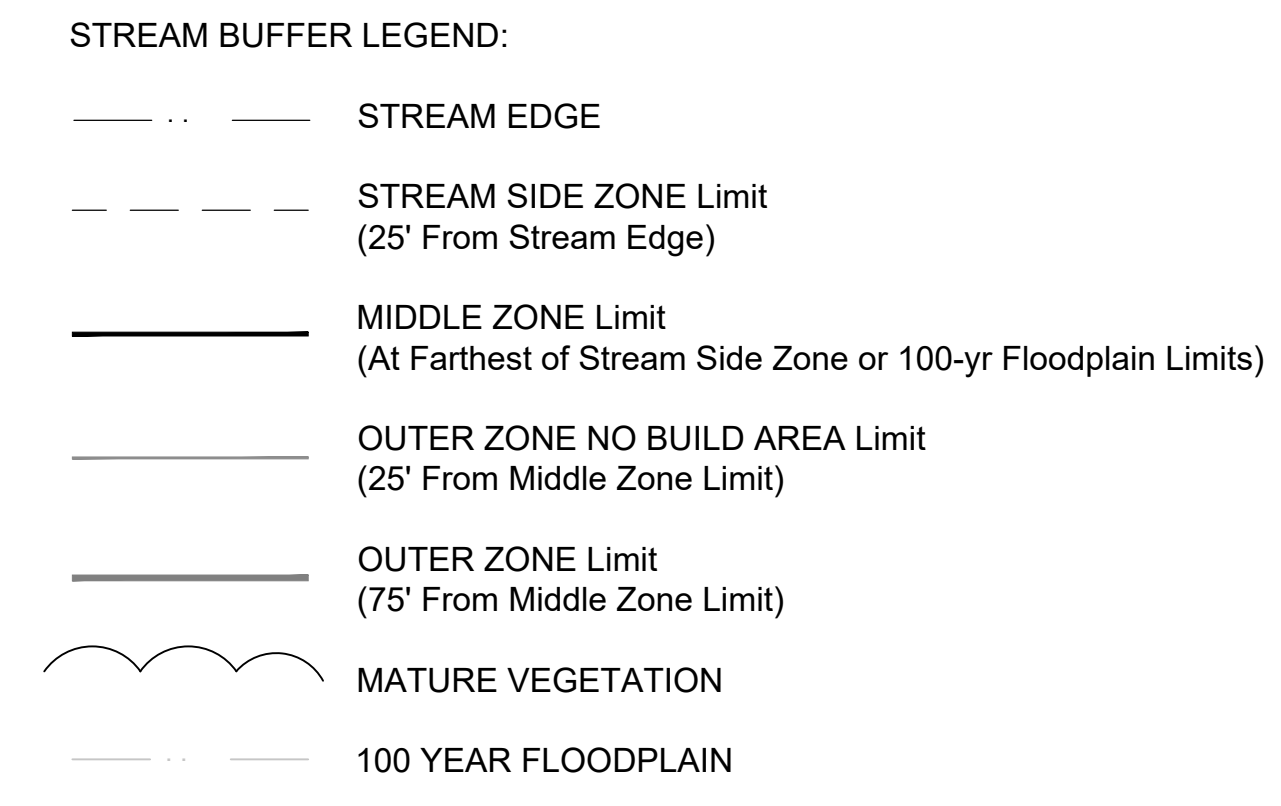 STREAM BUFFER LEGEND:
STREAM EDGE
STREAM SIDE ZONE Limit
(25' From Stream Edge)
MIDDLE ZONE Limit
(At Farthest of Stream Side Zone or 100-yr Floodplain Limits)
OUTER ZONE NO BUILD AREA Limit
(25' From Middle Zone Limit)
OUTER ZONE Limit
(75' From Middle Zone Limit)
MATURE VEGETATION
100 YEAR FLOODPLAIN